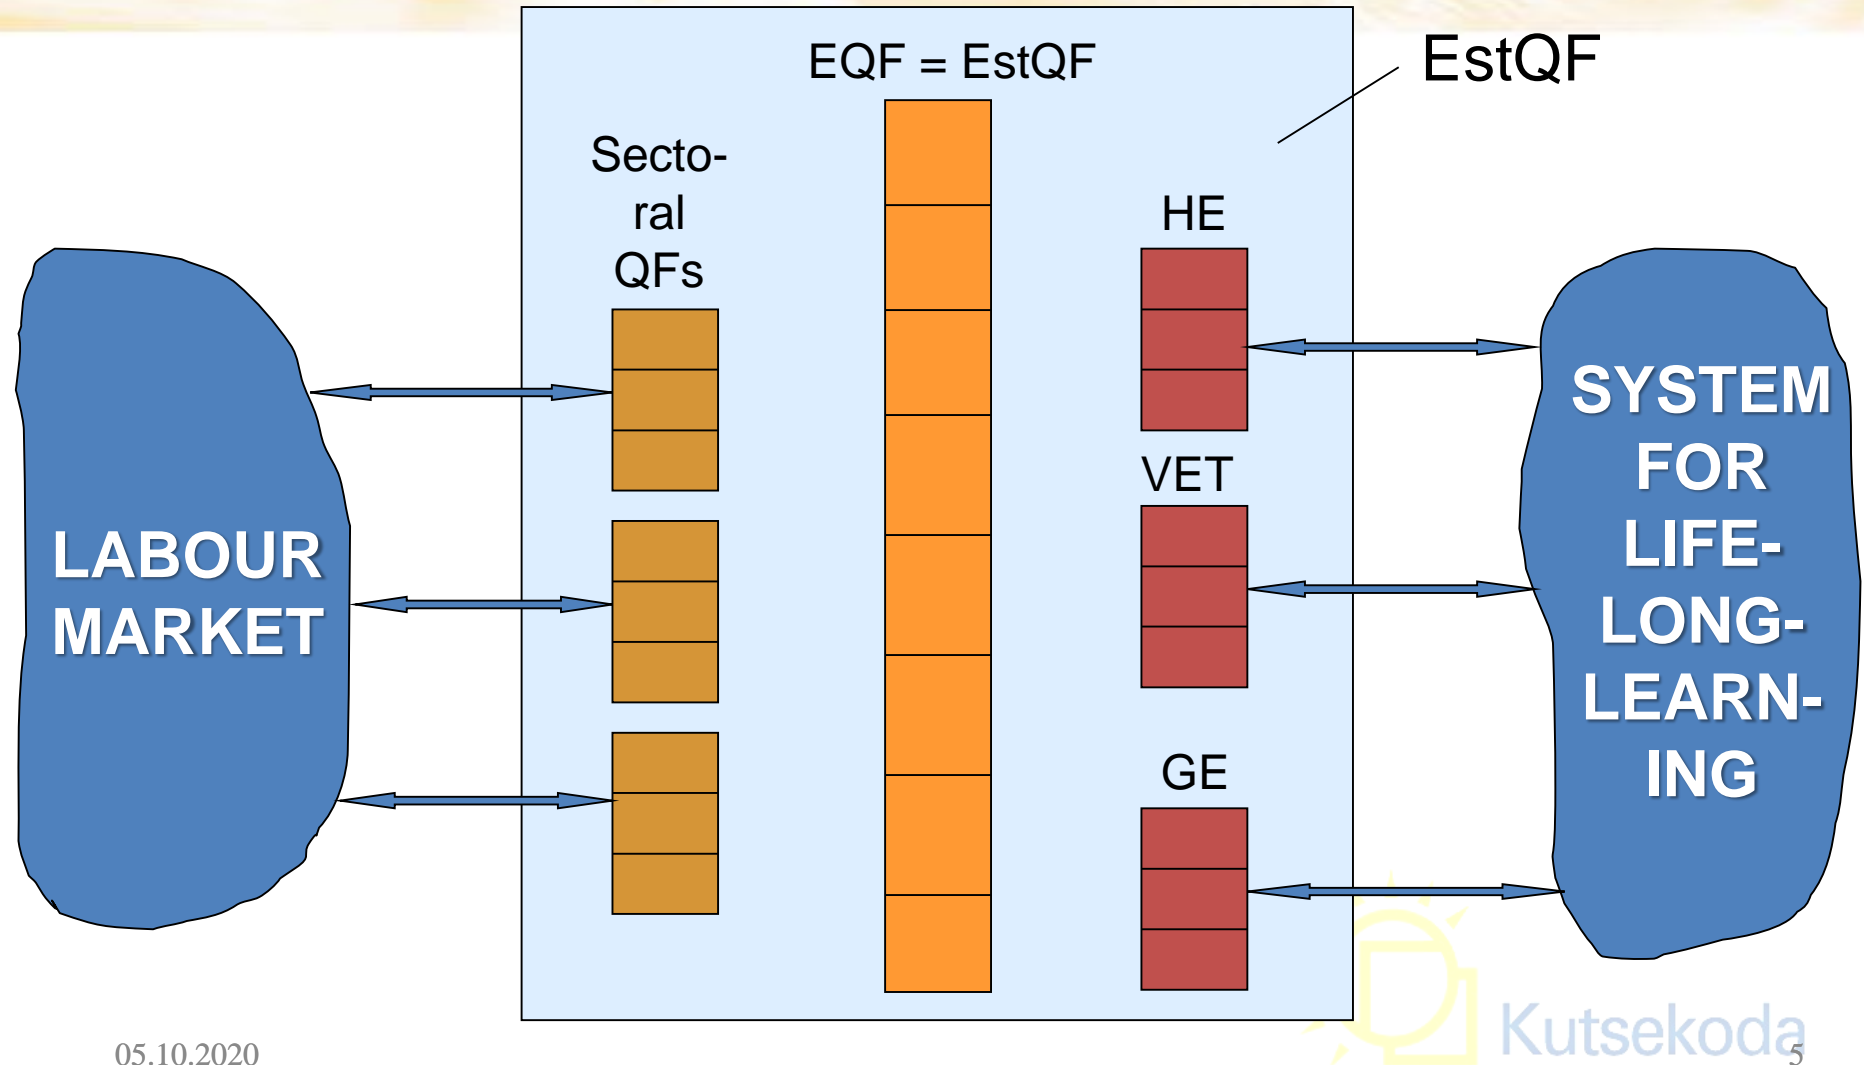 EQF = EstQF
EstQF
Secto-
ral
QFs
HE
VET
GE
LABOUR
MARKET
SYSTEM
FOR
LIFE-
LONG-
LEARN-
ING
Kutsekoda
05.10.2020
5